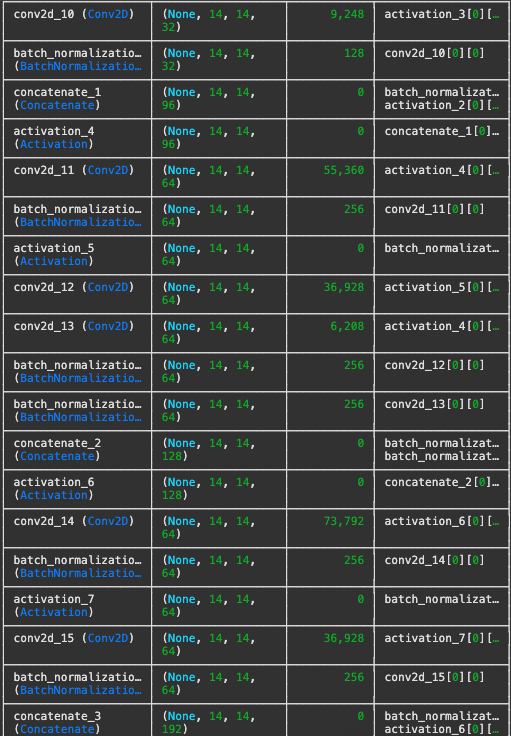 conv2d_10 (Conv2D) (None, 14, 14, 9,248 activation_3[0][…
32)
batch_normalizatio… (None, 14, 14, 128 conv2d_10[0][0]
(BatchNormalizatio… 32)
concatenate_1 (None, 14, 14, 0 batch_normalizat…
(Concatenate) 96) activation_2[0][…
activation_4 (None, 14, 14, 0 concatenate_1[0]…
(Activation) 96)
conv2d_11 (Conv2D) (None, 14, 14, 55,360 activation_4[0][…
64)
batch_normalizatio… (None, 14, 14, 256 conv2d_11[0][0]
(BatchNormalizatio… 64)
activation_5 (None, 14, 14, 0 batch_normalizat…
(Activation) 64)
conv2d_12 (Conv2D) (None, 14, 14, 36,928 activation_5[0][…
64)
conv2d_13 (Conv2D) (None, 14, 14, 6,208 activation_4[0][…
64)
batch_normalizatio… (None, 14, 14, 256 conv2d_12[0][0]
(BatchNormalizatio… 64)
batch_normalizatio… (None, 14, 14, 256 conv2d_13[0][0]
(BatchNormalizatio… 64)
concatenate_2 (None, 14, 14, 0 batch_normalizat…
(Concatenate) 128) batch_normalizat…
activation_6 (None, 14, 14, 0 concatenate_2[0]…
(Activation) 128)
conv2d_14 (Conv2D) (None, 14, 14, 73,792 activation_6[0][…
64)
batch_normalizatio… (None, 14, 14, 256 conv2d_14[0][0]
(BatchNormalizatio… 64)
activation_7 (None, 14, 14, 0 batch_normalizat…
(Activation) 64)
conv2d_15 (Conv2D) (None, 14, 14, 36,928 activation_7[0][…
64)
batch_normalizatio… (None, 14, 14, 256 conv2d_15[0][0]
(BatchNormalizatio… 64)
concatenate_3 (None, 14, 14, 0 batch_normalizat…
(Concatenate) 192) activation_6[0][…